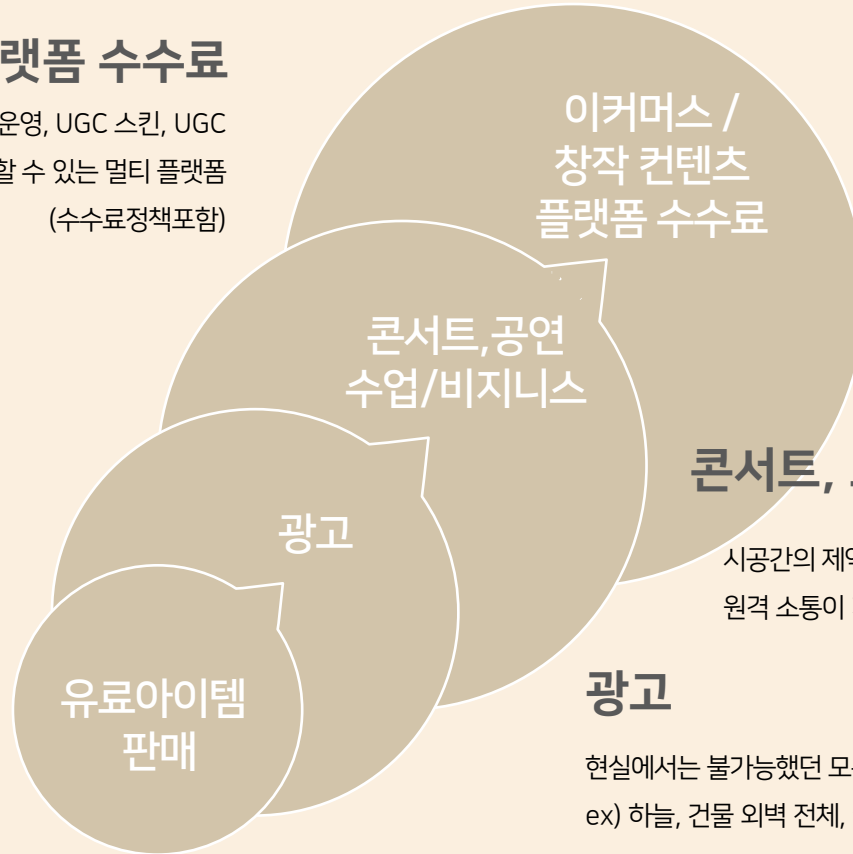 랫폼 수수료
운영, UGC 스킨, UGC
할 수 있는 멀티 플랫폼
(수수료정책포함)
이커머스 /
창작 컨텐츠
플랫폼 수수료
콘서트,공연
수업/비지니스
광고
유료아이템
판매
콘서트,
시공간의 제약
원격 소통이
광고
현실에서는 불가능했던 모
ex) 하늘, 건물 외벽 전체,